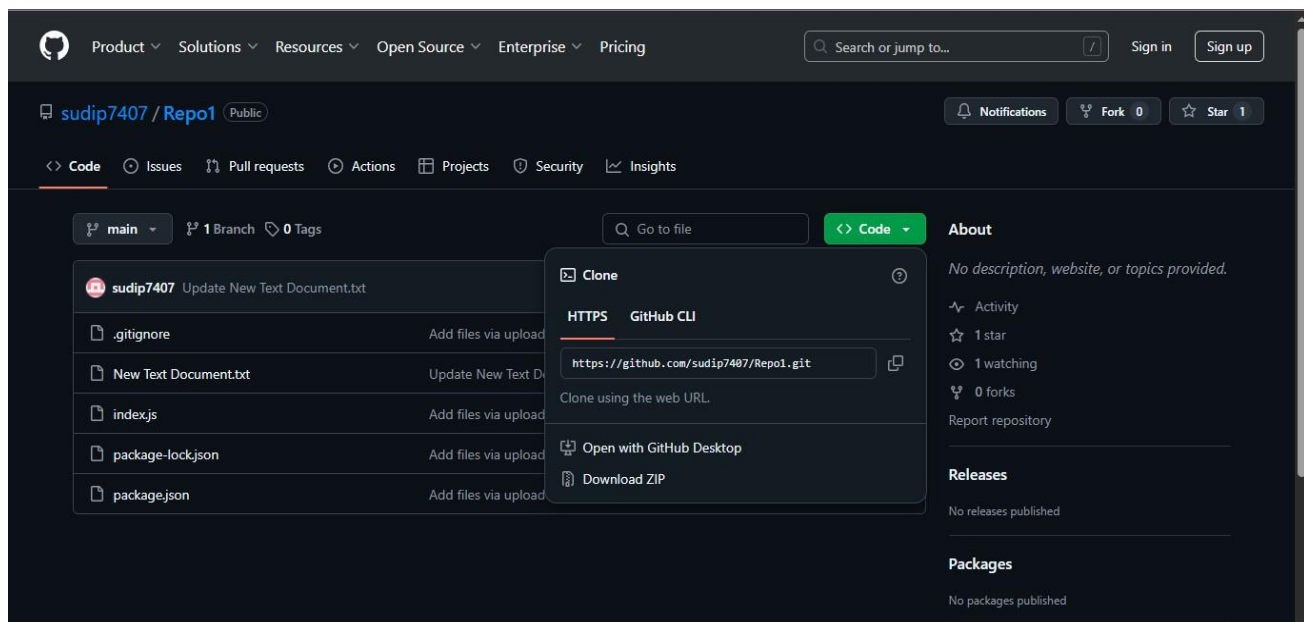 Product Solutions Resources Open Source Enterprise Pricing Search or jump to... / Sign in Sign up
sudip7407 / Repo1 Public Notifications Fork 0 Star 1
Code Issues Pull requests Actions Projects Security Insights
main 1 Branch 0 Tags Go to file Code
sudip7407 Update New Text Document.txt
.gitignore Add files via upload
New Text Document.txt Update New Text
index.js Add files via upload
package-lock.json Add files via upload
package.json Add files via upload
Clone
HTTPS GitHub CLI
https://github.com/sudip7407/Repo1.git
Clone using the web URL.
Open with GitHub Desktop
Download ZIP
About
No description, website, or topics provided.
Activity
1 star
1 watching
0 forks
Report repository
Releases
No releases published
Packages
No packages published